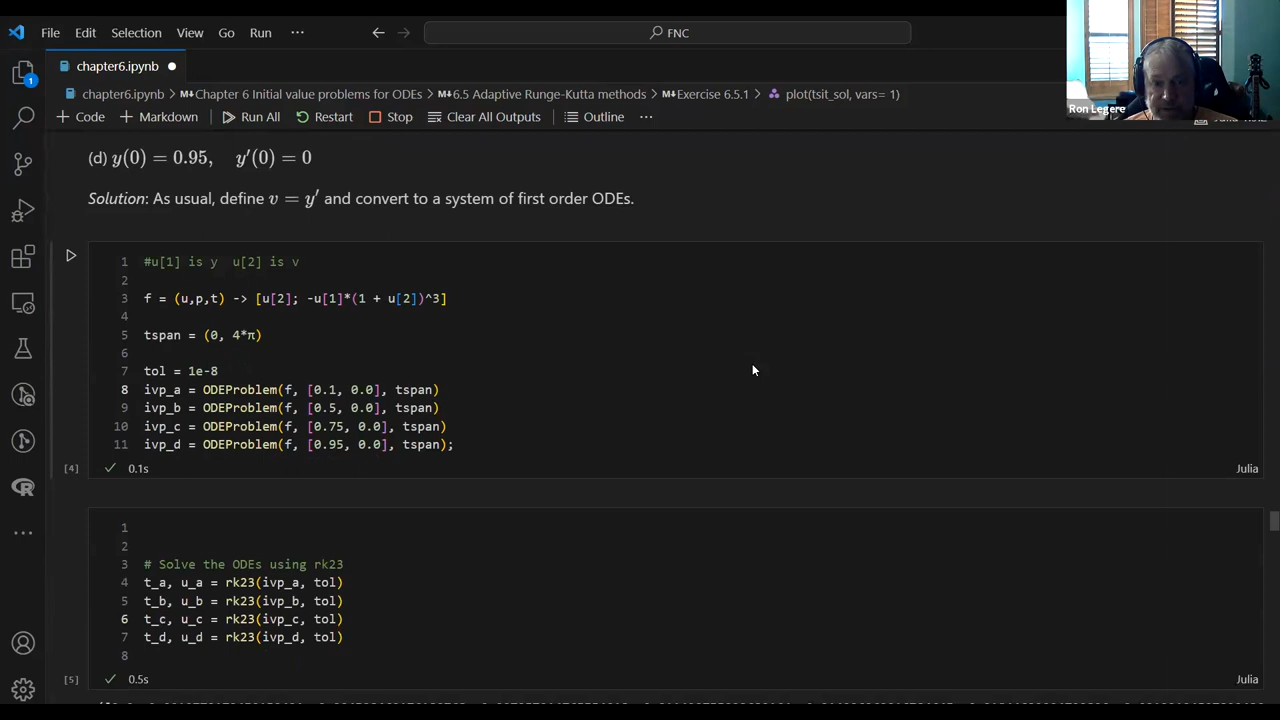 File Edit Selection View Go Run ··· FNC
chapter6.ipynb
chapter6.ipynb > Chapter 6 Initial value problems f > 6.5 Adaptive Runge-Kutta methods > Exercise 6.5.1 > plot(tsit_sol, vars= 1)
+ Code + Markdown Run All Restart Clear All Outputs Outline ···
Ron Legere
(d) y(0) = 0.95, y′(0) = 0
Solution: As usual, define v = y′ and convert to a system of first order ODEs.
1 #u[1] is y u[2] is v
2
3 f = (u,p,t) -> [u[2]; -u[1]*(1 + u[2])^3]
4
5 tspan = (0, 4*π)
6
7 tol = 1e-8
8 ivp_a = ODEProblem(f, [0.1, 0.0], tspan)
9 ivp_b = ODEProblem(f, [0.5, 0.0], tspan)
10 ivp_c = ODEProblem(f, [0.75, 0.0], tspan)
11 ivp_d = ODEProblem(f, [0.95, 0.0], tspan);
[4] ✓ 0.1s Julia
1
2
3 # Solve the ODEs using rk23
4 t_a, u_a = rk23(ivp_a, tol)
5 t_b, u_b = rk23(ivp_b, tol)
6 t_c, u_c = rk23(ivp_c, tol)
7 t_d, u_d = rk23(ivp_d, tol)
8
[5] ✓ 0.5s Julia